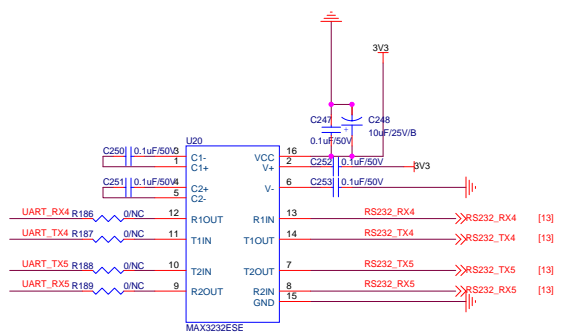 3V3
C247
C248
0.1uF/50V
10uF/25V/B
+
U20
C250
0.1uF/50V
3
C1-
1
C1+
16
VCC
2
V+
C252
0.1uF/50V
3V3
C251
0.1uF/50V
4
C2+
5
C2-
6
V-
C253
0.1uF/50V
UART_RX4
R186
0/NC
12
R1OUT
R1IN
13
RS232_RX4
RS232_RX4
[13]
UART_TX4
R187
0/NC
11
T1IN
T1OUT
14
RS232_TX4
RS232_TX4
[13]
UART_TX5
R188
0/NC
10
T2IN
T2OUT
7
RS232_TX5
RS232_TX5
[13]
UART_RX5
R189
0/NC
9
R2OUT
R2IN
8
RS232_RX5
RS232_RX5
[13]
GND
15
MAX3232ESE